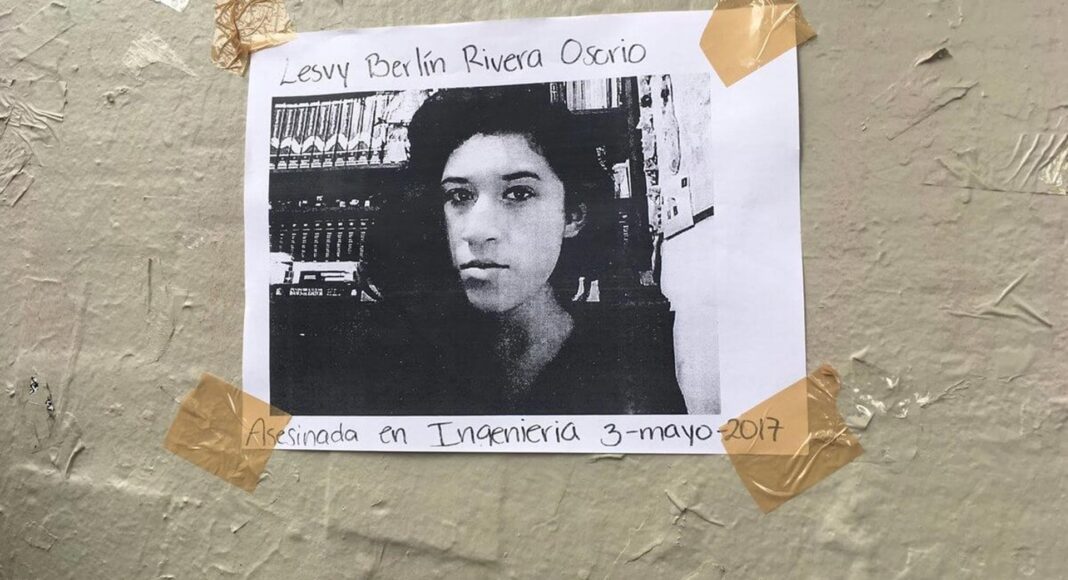 Lesvy Berlín Rivera Osorio
Asesinada en Ingenieria 3-mayo-2017